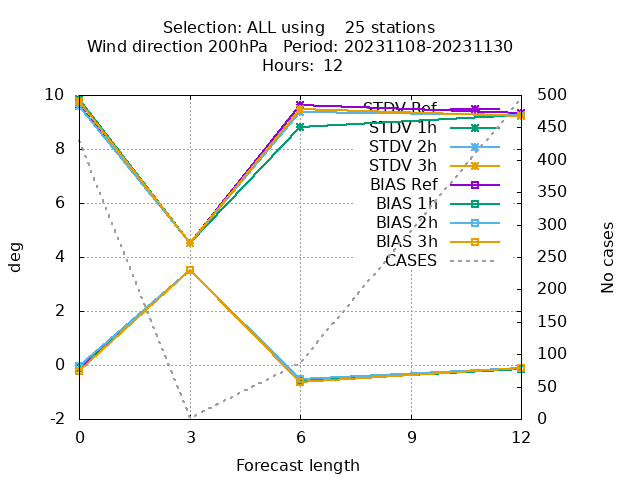 Selection: ALL using    25 stations
Wind direction 200hPa   Period: 20231108-20231130
Hours: 12
deg
10
8
6
4
2
0
-2
STDV Ref
STDV 1h
STDV 2h
STDV 3h
BIAS Ref
BIAS 1h
BIAS 2h
BIAS 3h
CASES
500
450
400
350
300
250
200
150
100
50
0
No cases
0 3 6 9 12
Forecast length